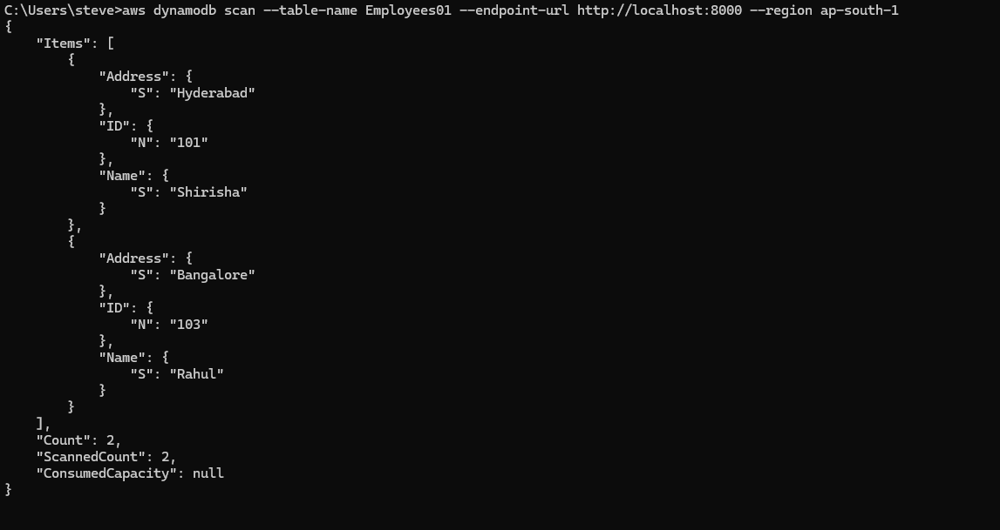 C:\Users\steve>aws dynamodb scan --table-name Employees01 --endpoint-url http://localhost:8000 --region ap-south-1
{
    "Items": [
        {
            "Address": {
                "S": "Hyderabad"
            },
            "ID": {
                "N": "101"
            },
            "Name": {
                "S": "Shirisha"
            }
        },
        {
            "Address": {
                "S": "Bangalore"
            },
            "ID": {
                "N": "103"
            },
            "Name": {
                "S": "Rahul"
            }
        }
    ],
    "Count": 2,
    "ScannedCount": 2,
    "ConsumedCapacity": null
}